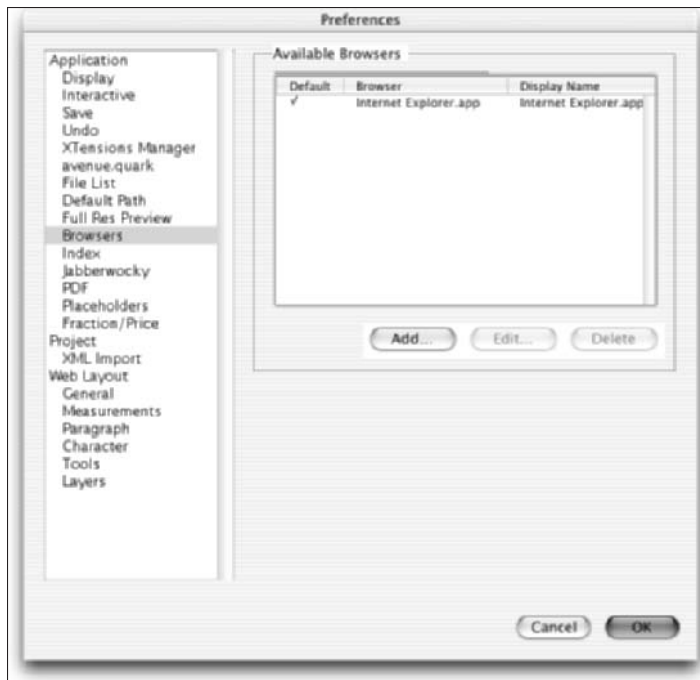 Preferences
Application
Display
Interactive
Save
Undo
XTensions Manager
avenue.quark
File List
Default Path
Full Res Preview
Browsers
Index
Jabberwocky
PDF
Placeholders
Fraction/Price
Project
XML Import
Web Layout
General
Measurements
Paragraph
Character
Tools
Layers
Available Browsers
Default Browser Display Name
√ Internet Explorer.app Internet Explorer.app
Add... Edit... Delete
Cancel OK